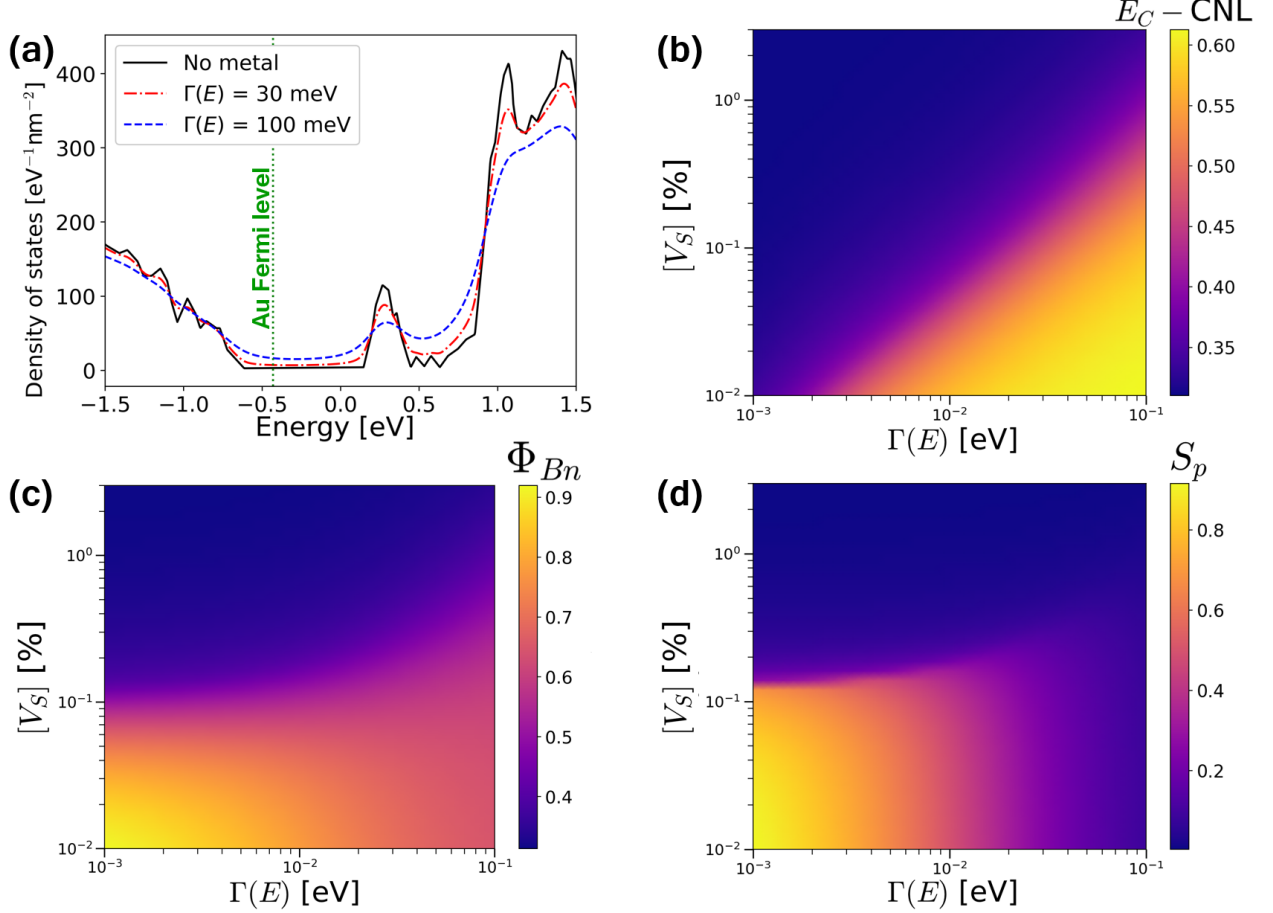 (a)
Density of states [eV⁻¹nm⁻²]
400
300
200
100
0
No metal
Γ(E) = 30 meV
Γ(E) = 100 meV
Au Fermi level
−1.5 −1.0 −0.5 0.0 0.5 1.0 1.5
Energy [eV]
(b)
E_C − CNL
[V_S] [%]
10⁰
10⁻¹
10⁻²
10⁻³ 10⁻² 10⁻¹
Γ(E) [eV]
0.60
0.55
0.50
0.45
0.40
0.35
(c)
Φ_Bn
[V_S] [%]
10⁰
10⁻¹
10⁻²
10⁻³ 10⁻² 10⁻¹
Γ(E) [eV]
0.9
0.8
0.7
0.6
0.5
0.4
(d)
S_p
[V_S] [%]
10⁰
10⁻¹
10⁻²
10⁻³ 10⁻² 10⁻¹
Γ(E) [eV]
0.8
0.6
0.4
0.2